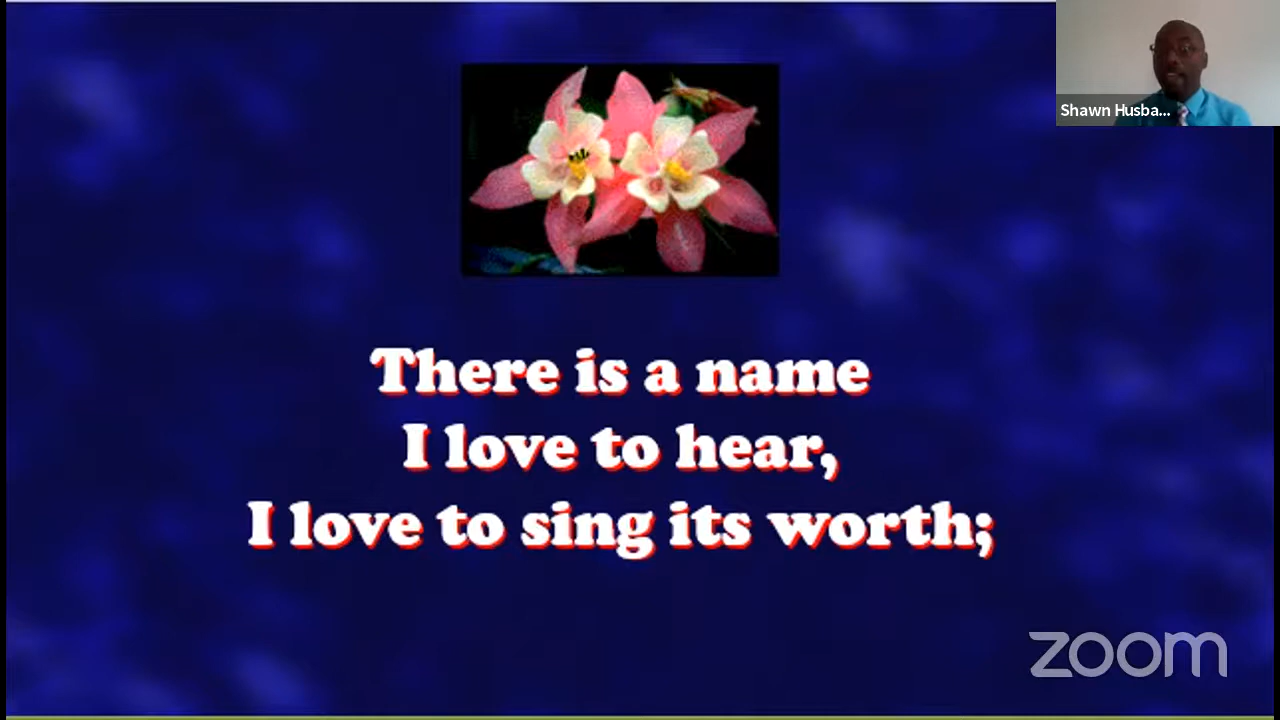 Shawn Husba...
There is a name
I love to hear,
I love to sing its worth;
zoom